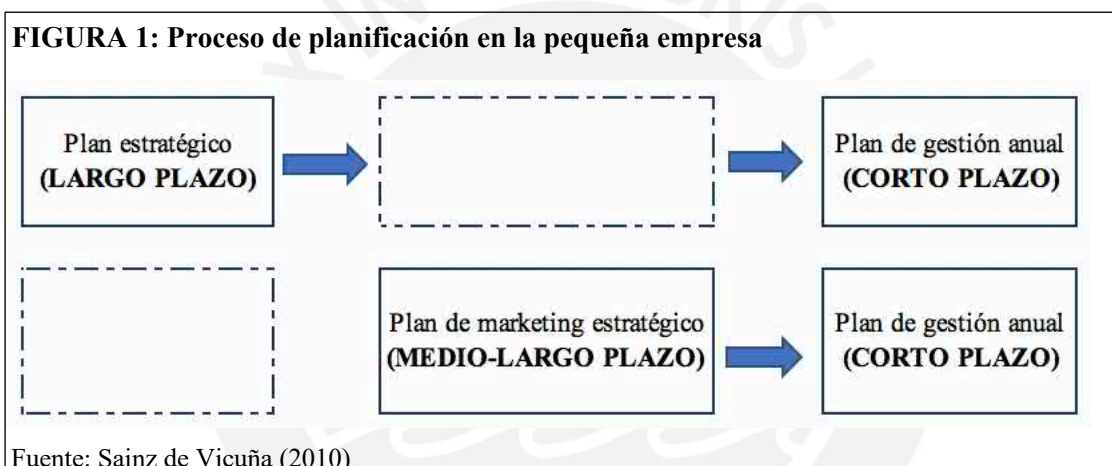 FIGURA 1: Proceso de planificación en la pequeña empresa
Plan estratégico
(LARGO PLAZO)
Plan de gestión anual
(CORTO PLAZO)
Plan de marketing estratégico
(MEDIO-LARGO PLAZO)
Plan de gestión anual
(CORTO PLAZO)
Fuente: Sainz de Vicuña (2010)